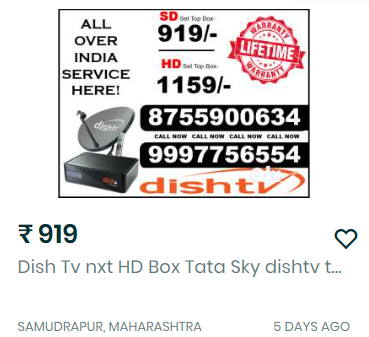 ALL
OVER
INDIA
SERVICE
HERE!
SD Set Top Box-
919/-
HD Set Top Box-
1159/-
WARRANTY
LIFETIME
WARRANTY
dishtv
8755900634
CALL NOW CALL NOW CALL NOW CALL NOW
9997756554
dishtv
₹ 919
Dish Tv nxt HD Box Tata Sky dishtv t...
SAMUDRAPUR, MAHARASHTRA
5 DAYS AGO